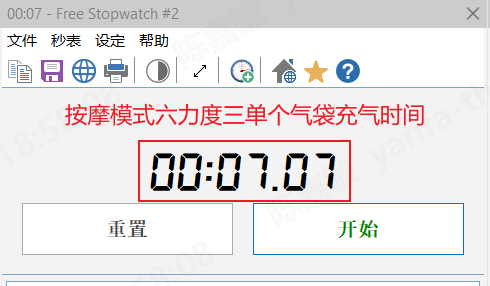 00:07 - Free Stopwatch #2
文件 秒表 设定 帮助
按摩模式六力度三单个气袋充气时间
00:07.07
重置 开始